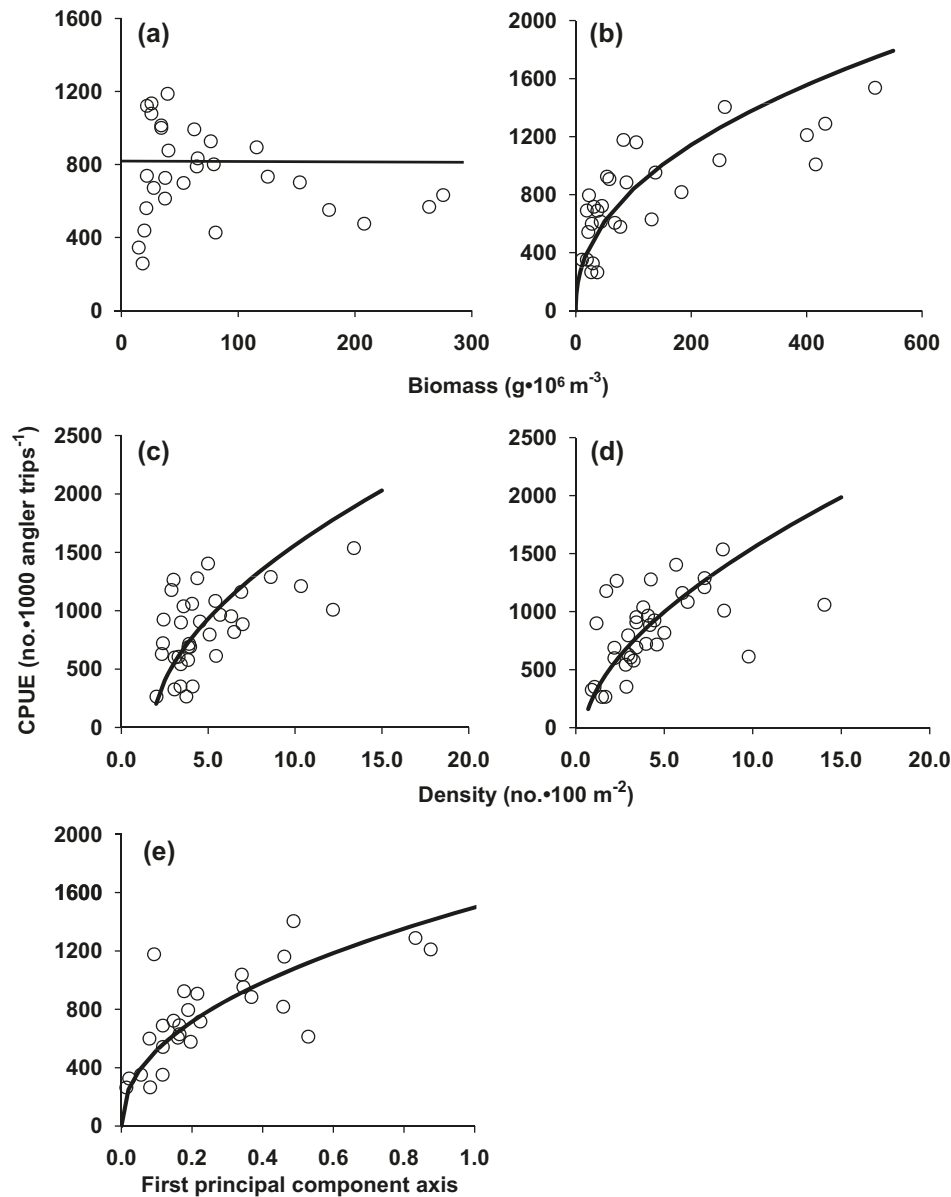 (a)
1600
1200
800
400
0
0 100 200 300
(b)
2000
1600
1200
800
400
0
0 200 400 600
Biomass (g•10⁶ m⁻³)
CPUE (no.•1000 angler trips⁻¹)
(c)
2500
2000
1500
1000
500
0
0.0 5.0 10.0 15.0 20.0
(d)
2500
2000
1500
1000
500
0
0.0 5.0 10.0 15.0 20.0
Density (no.•100 m⁻²)
(e)
2000
1600
1200
800
400
0
0.0 0.2 0.4 0.6 0.8 1.0
First principal component axis